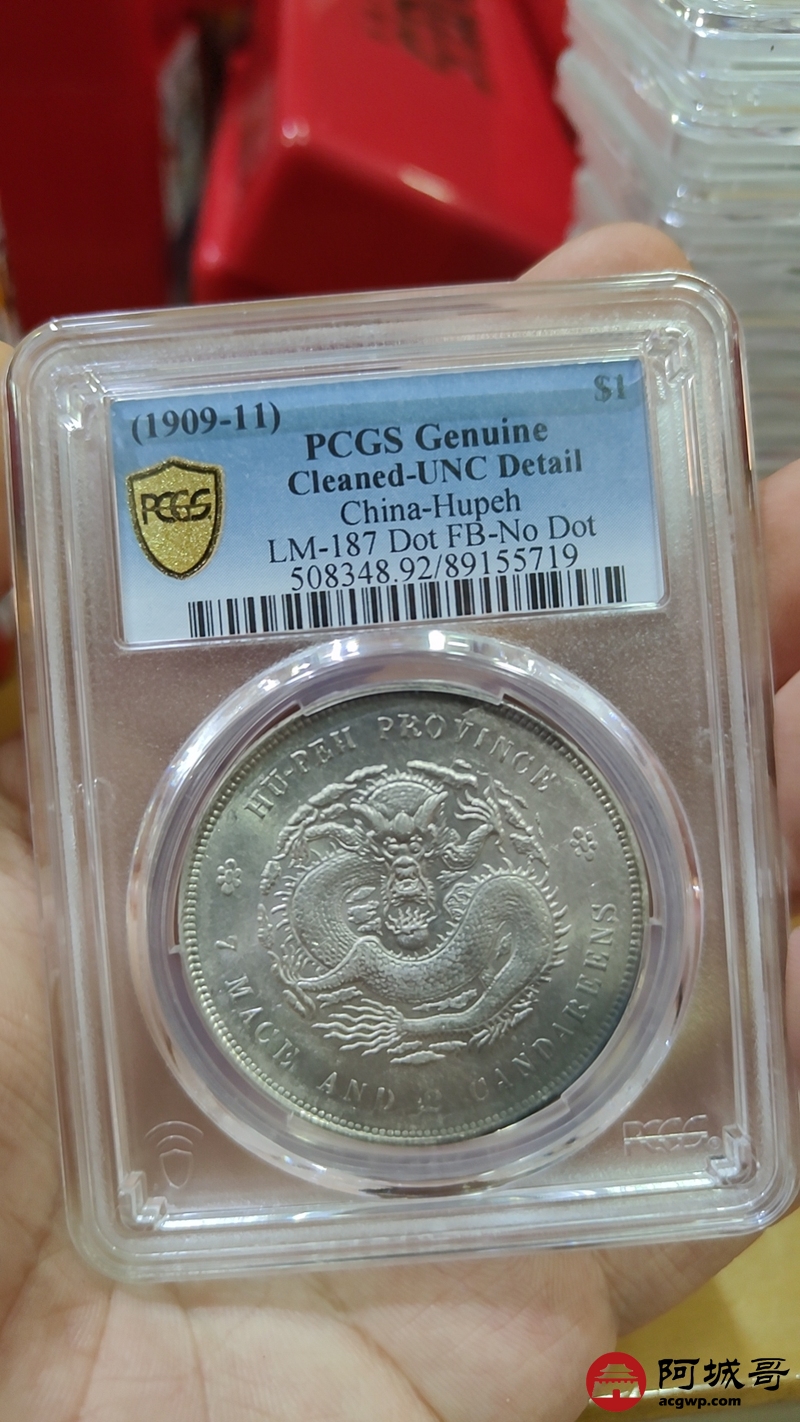 (1909-11)
$1
PCGS Genuine
Cleaned-UNC Detail
PCGS
China-Hupeh
LM-187 Dot FB-No Dot
508348.92/89155719
HU-PEH PROVINCE
7 MACE AND 2 CANDAREENS
PCGS
阿城哥
acgwp.com